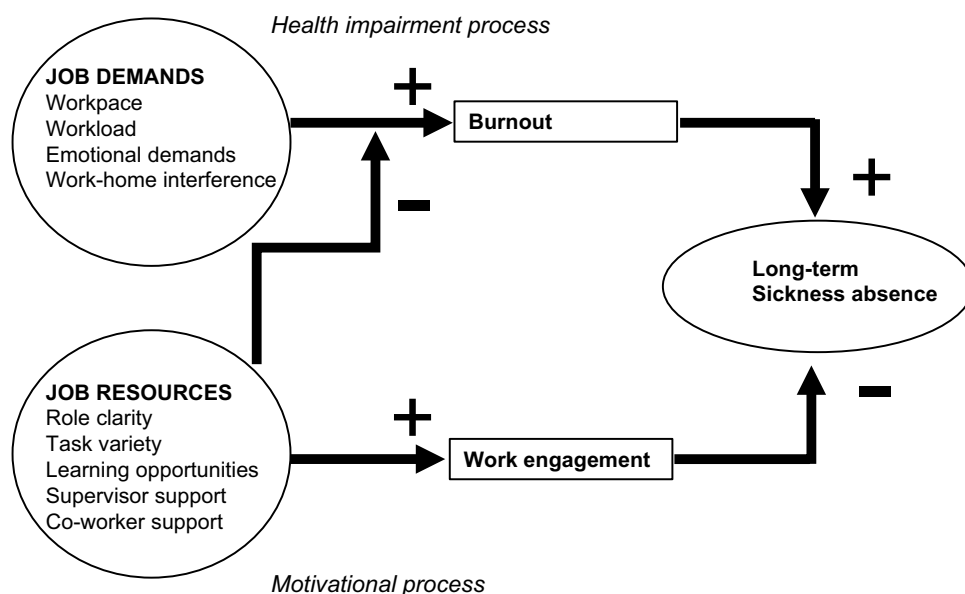 Health impairment process
JOB DEMANDS
Workpace
Workload
Emotional demands
Work-home interference
+
Burnout
−
+
Long-term
Sickness absence
JOB RESOURCES
Role clarity
Task variety
Learning opportunities
Supervisor support
Co-worker support
+
Work engagement
−
Motivational process